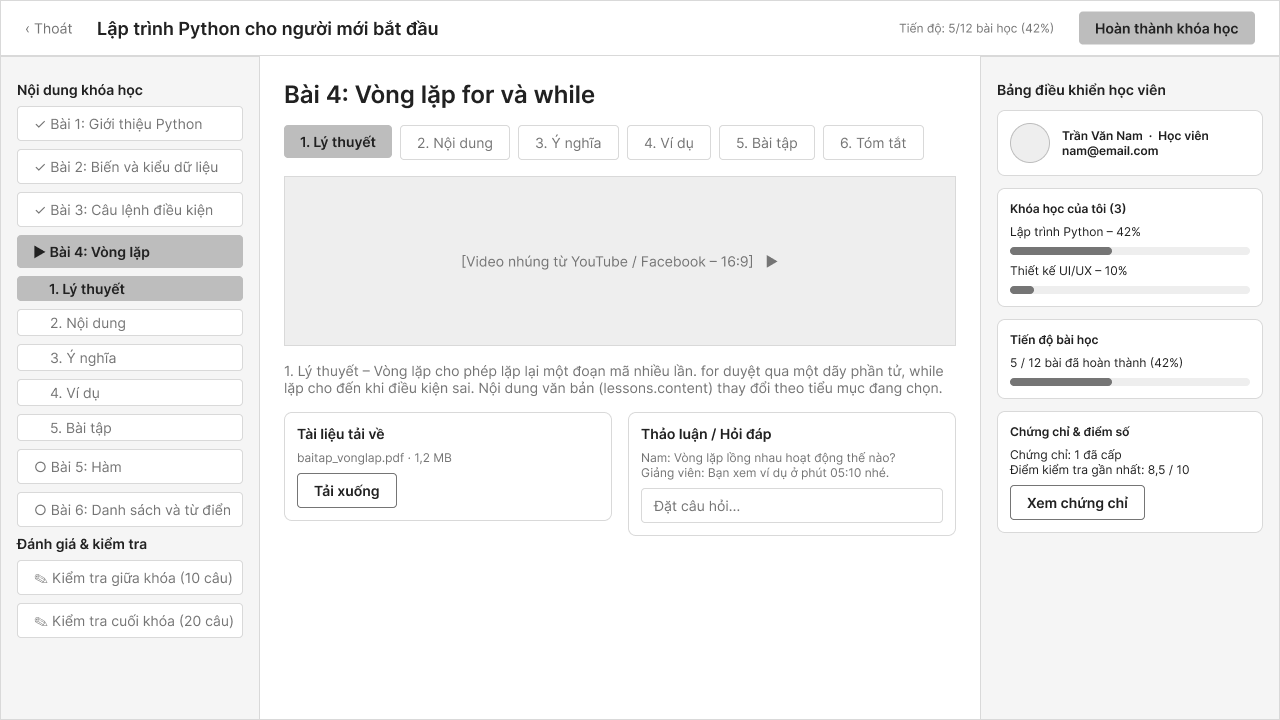 ‹ Thoát
Lập trình Python cho người mới bắt đầu
Tiến độ: 5/12 bài học (42%)
Hoàn thành khóa học
Nội dung khóa học
✓ Bài 1: Giới thiệu Python
✓ Bài 2: Biến và kiểu dữ liệu
✓ Bài 3: Câu lệnh điều kiện
▶ Bài 4: Vòng lặp
1. Lý thuyết
2. Nội dung
3. Ý nghĩa
4. Ví dụ
5. Bài tập
○ Bài 5: Hàm
○ Bài 6: Danh sách và từ điển
Đánh giá & kiểm tra
✎ Kiểm tra giữa khóa (10 câu)
✎ Kiểm tra cuối khóa (20 câu)
Bài 4: Vòng lặp for và while
1. Lý thuyết
2. Nội dung
3. Ý nghĩa
4. Ví dụ
5. Bài tập
6. Tóm tắt
[Video nhúng từ YouTube / Facebook – 16:9] ▶
1. Lý thuyết – Vòng lặp cho phép lặp lại một đoạn mã nhiều lần. for duyệt qua một dãy phần tử, while
lặp cho đến khi điều kiện sai. Nội dung văn bản (lessons.content) thay đổi theo tiểu mục đang chọn.
Tài liệu tải về
baitap_vonglap.pdf · 1,2 MB
Tải xuống
Thảo luận / Hỏi đáp
Nam: Vòng lặp lồng nhau hoạt động thế nào?
Giảng viên: Bạn xem ví dụ ở phút 05:10 nhé.
Đặt câu hỏi...
Bảng điều khiển học viên
Trần Văn Nam · Học viên
nam@email.com
Khóa học của tôi (3)
Lập trình Python – 42%
Thiết kế UI/UX – 10%
Tiến độ bài học
5 / 12 bài đã hoàn thành (42%)
Chứng chỉ & điểm số
Chứng chỉ: 1 đã cấp
Điểm kiểm tra gần nhất: 8,5 / 10
Xem chứng chỉ